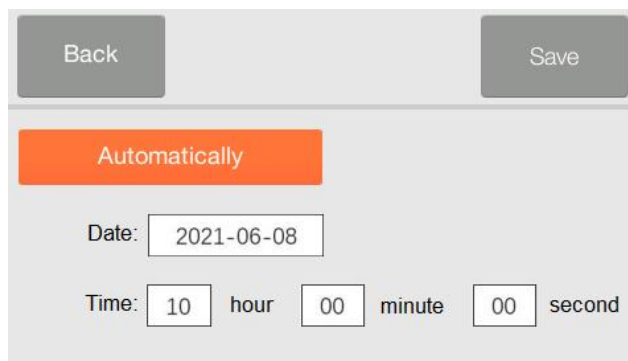 Back Save
Automatically
Date: 2021-06-08
Time: 10 hour 00 minute 00 second